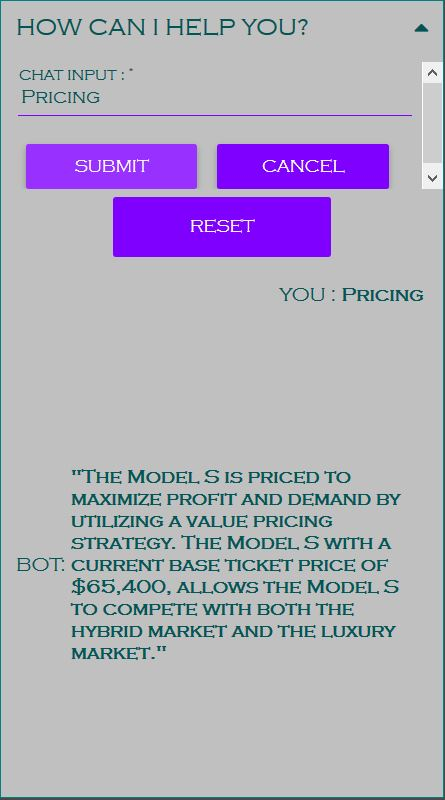 HOW CAN I HELP YOU?
CHAT INPUT : *
Pricing
SUBMIT
CANCEL
RESET
YOU : Pricing
"The Model S is priced to
maximize profit and demand by
utilizing a value pricing
strategy. The Model S with a
BOT: current base ticket price of
$65,400, allows the Model S
to compete with both the
hybrid market and the luxury
market."